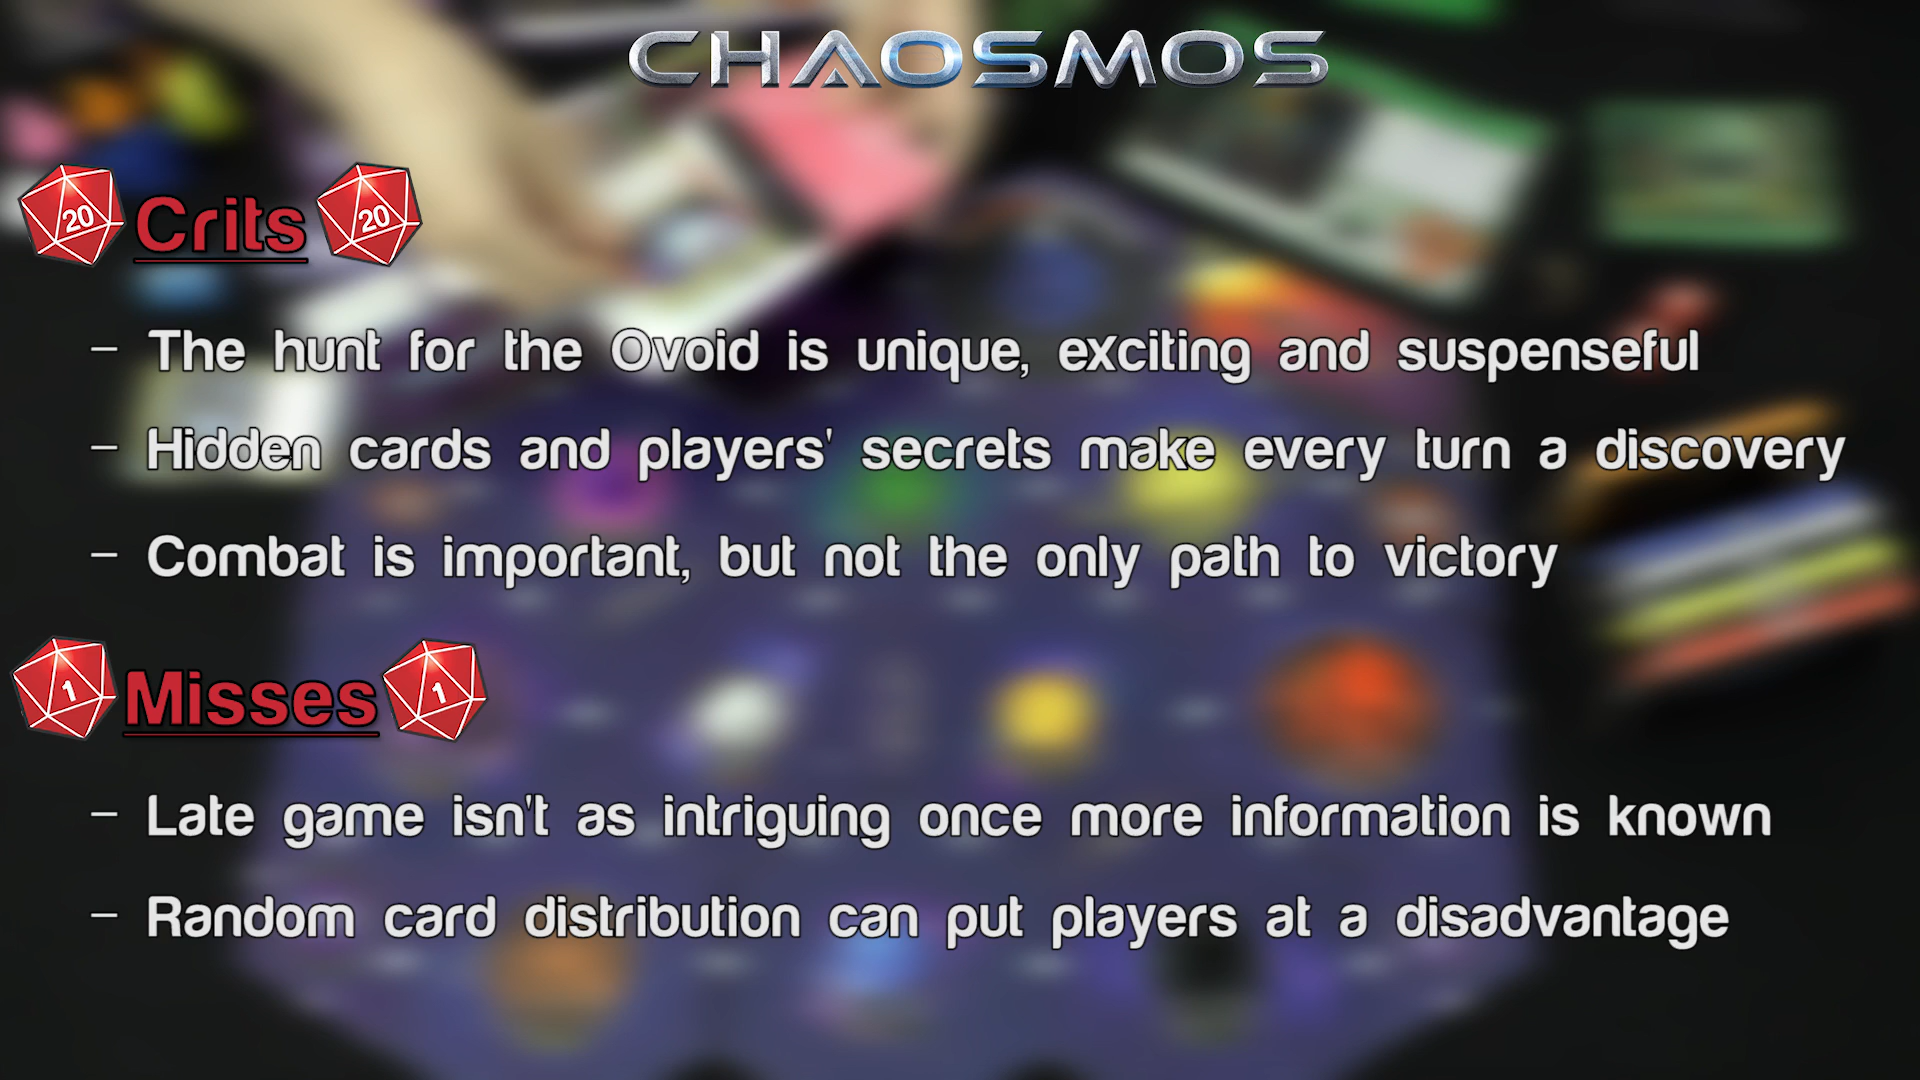 CHAOSMOS
20 Crits 20
- The hunt for the Ovoid is unique, exciting and suspenseful
- Hidden cards and players' secrets make every turn a discovery
- Combat is important, but not the only path to victory
1 Misses 1
- Late game isn't as intriguing once more information is known
- Random card distribution can put players at a disadvantage